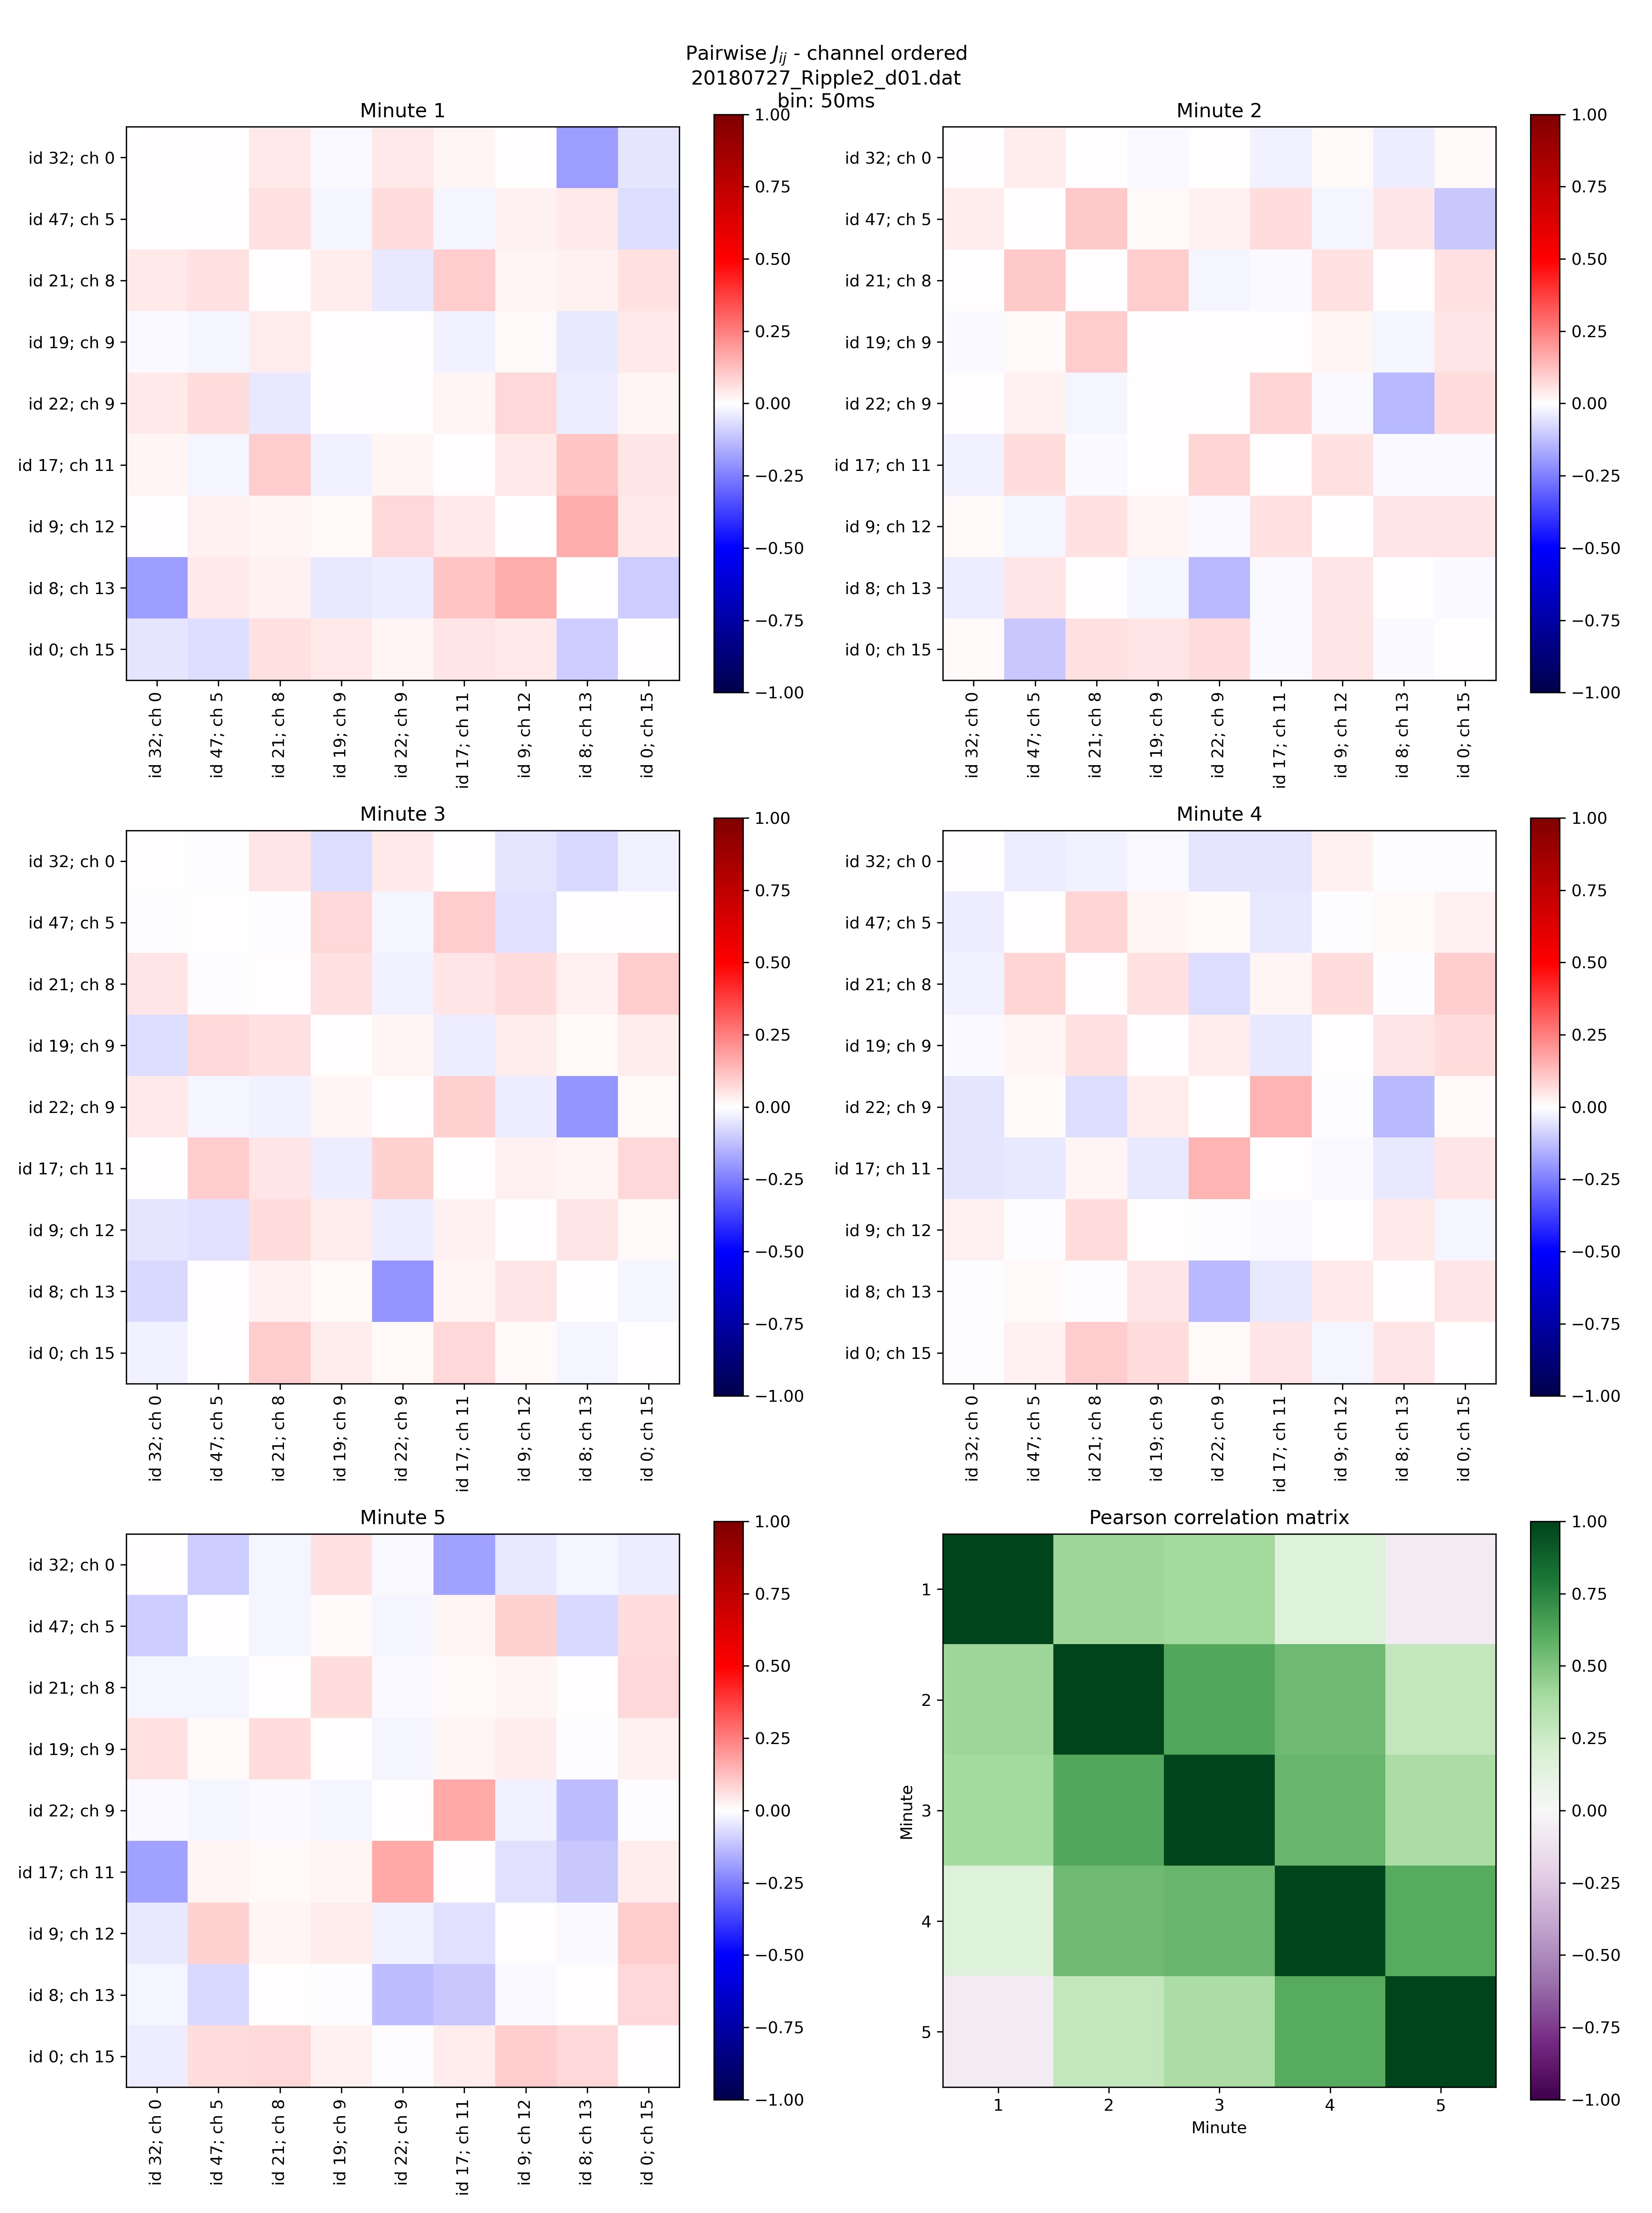 Pairwise J_ij - channel ordered
20180727_Ripple2_d01.dat
bin: 50ms
Minute 1
id 32; ch 0
id 47; ch 5
id 21; ch 8
id 19; ch 9
id 22; ch 9
id 17; ch 11
id 9; ch 12
id 8; ch 13
id 0; ch 15
id 32; ch 0
id 47; ch 5
id 21; ch 8
id 19; ch 9
id 22; ch 9
id 17; ch 11
id 9; ch 12
id 8; ch 13
id 0; ch 15
1.00
0.75
0.50
0.25
0.00
−0.25
−0.50
−0.75
−1.00
Minute 2
id 32; ch 0
id 47; ch 5
id 21; ch 8
id 19; ch 9
id 22; ch 9
id 17; ch 11
id 9; ch 12
id 8; ch 13
id 0; ch 15
id 32; ch 0
id 47; ch 5
id 21; ch 8
id 19; ch 9
id 22; ch 9
id 17; ch 11
id 9; ch 12
id 8; ch 13
id 0; ch 15
1.00
0.75
0.50
0.25
0.00
−0.25
−0.50
−0.75
−1.00
Minute 3
id 32; ch 0
id 47; ch 5
id 21; ch 8
id 19; ch 9
id 22; ch 9
id 17; ch 11
id 9; ch 12
id 8; ch 13
id 0; ch 15
id 32; ch 0
id 47; ch 5
id 21; ch 8
id 19; ch 9
id 22; ch 9
id 17; ch 11
id 9; ch 12
id 8; ch 13
id 0; ch 15
1.00
0.75
0.50
0.25
0.00
−0.25
−0.50
−0.75
−1.00
Minute 4
id 32; ch 0
id 47; ch 5
id 21; ch 8
id 19; ch 9
id 22; ch 9
id 17; ch 11
id 9; ch 12
id 8; ch 13
id 0; ch 15
id 32; ch 0
id 47; ch 5
id 21; ch 8
id 19; ch 9
id 22; ch 9
id 17; ch 11
id 9; ch 12
id 8; ch 13
id 0; ch 15
1.00
0.75
0.50
0.25
0.00
−0.25
−0.50
−0.75
−1.00
Minute 5
id 32; ch 0
id 47; ch 5
id 21; ch 8
id 19; ch 9
id 22; ch 9
id 17; ch 11
id 9; ch 12
id 8; ch 13
id 0; ch 15
id 32; ch 0
id 47; ch 5
id 21; ch 8
id 19; ch 9
id 22; ch 9
id 17; ch 11
id 9; ch 12
id 8; ch 13
id 0; ch 15
1.00
0.75
0.50
0.25
0.00
−0.25
−0.50
−0.75
−1.00
Pearson correlation matrix
Minute
1
2
3
4
5
1
2
3
4
5
Minute
1.00
0.75
0.50
0.25
0.00
−0.25
−0.50
−0.75
−1.00